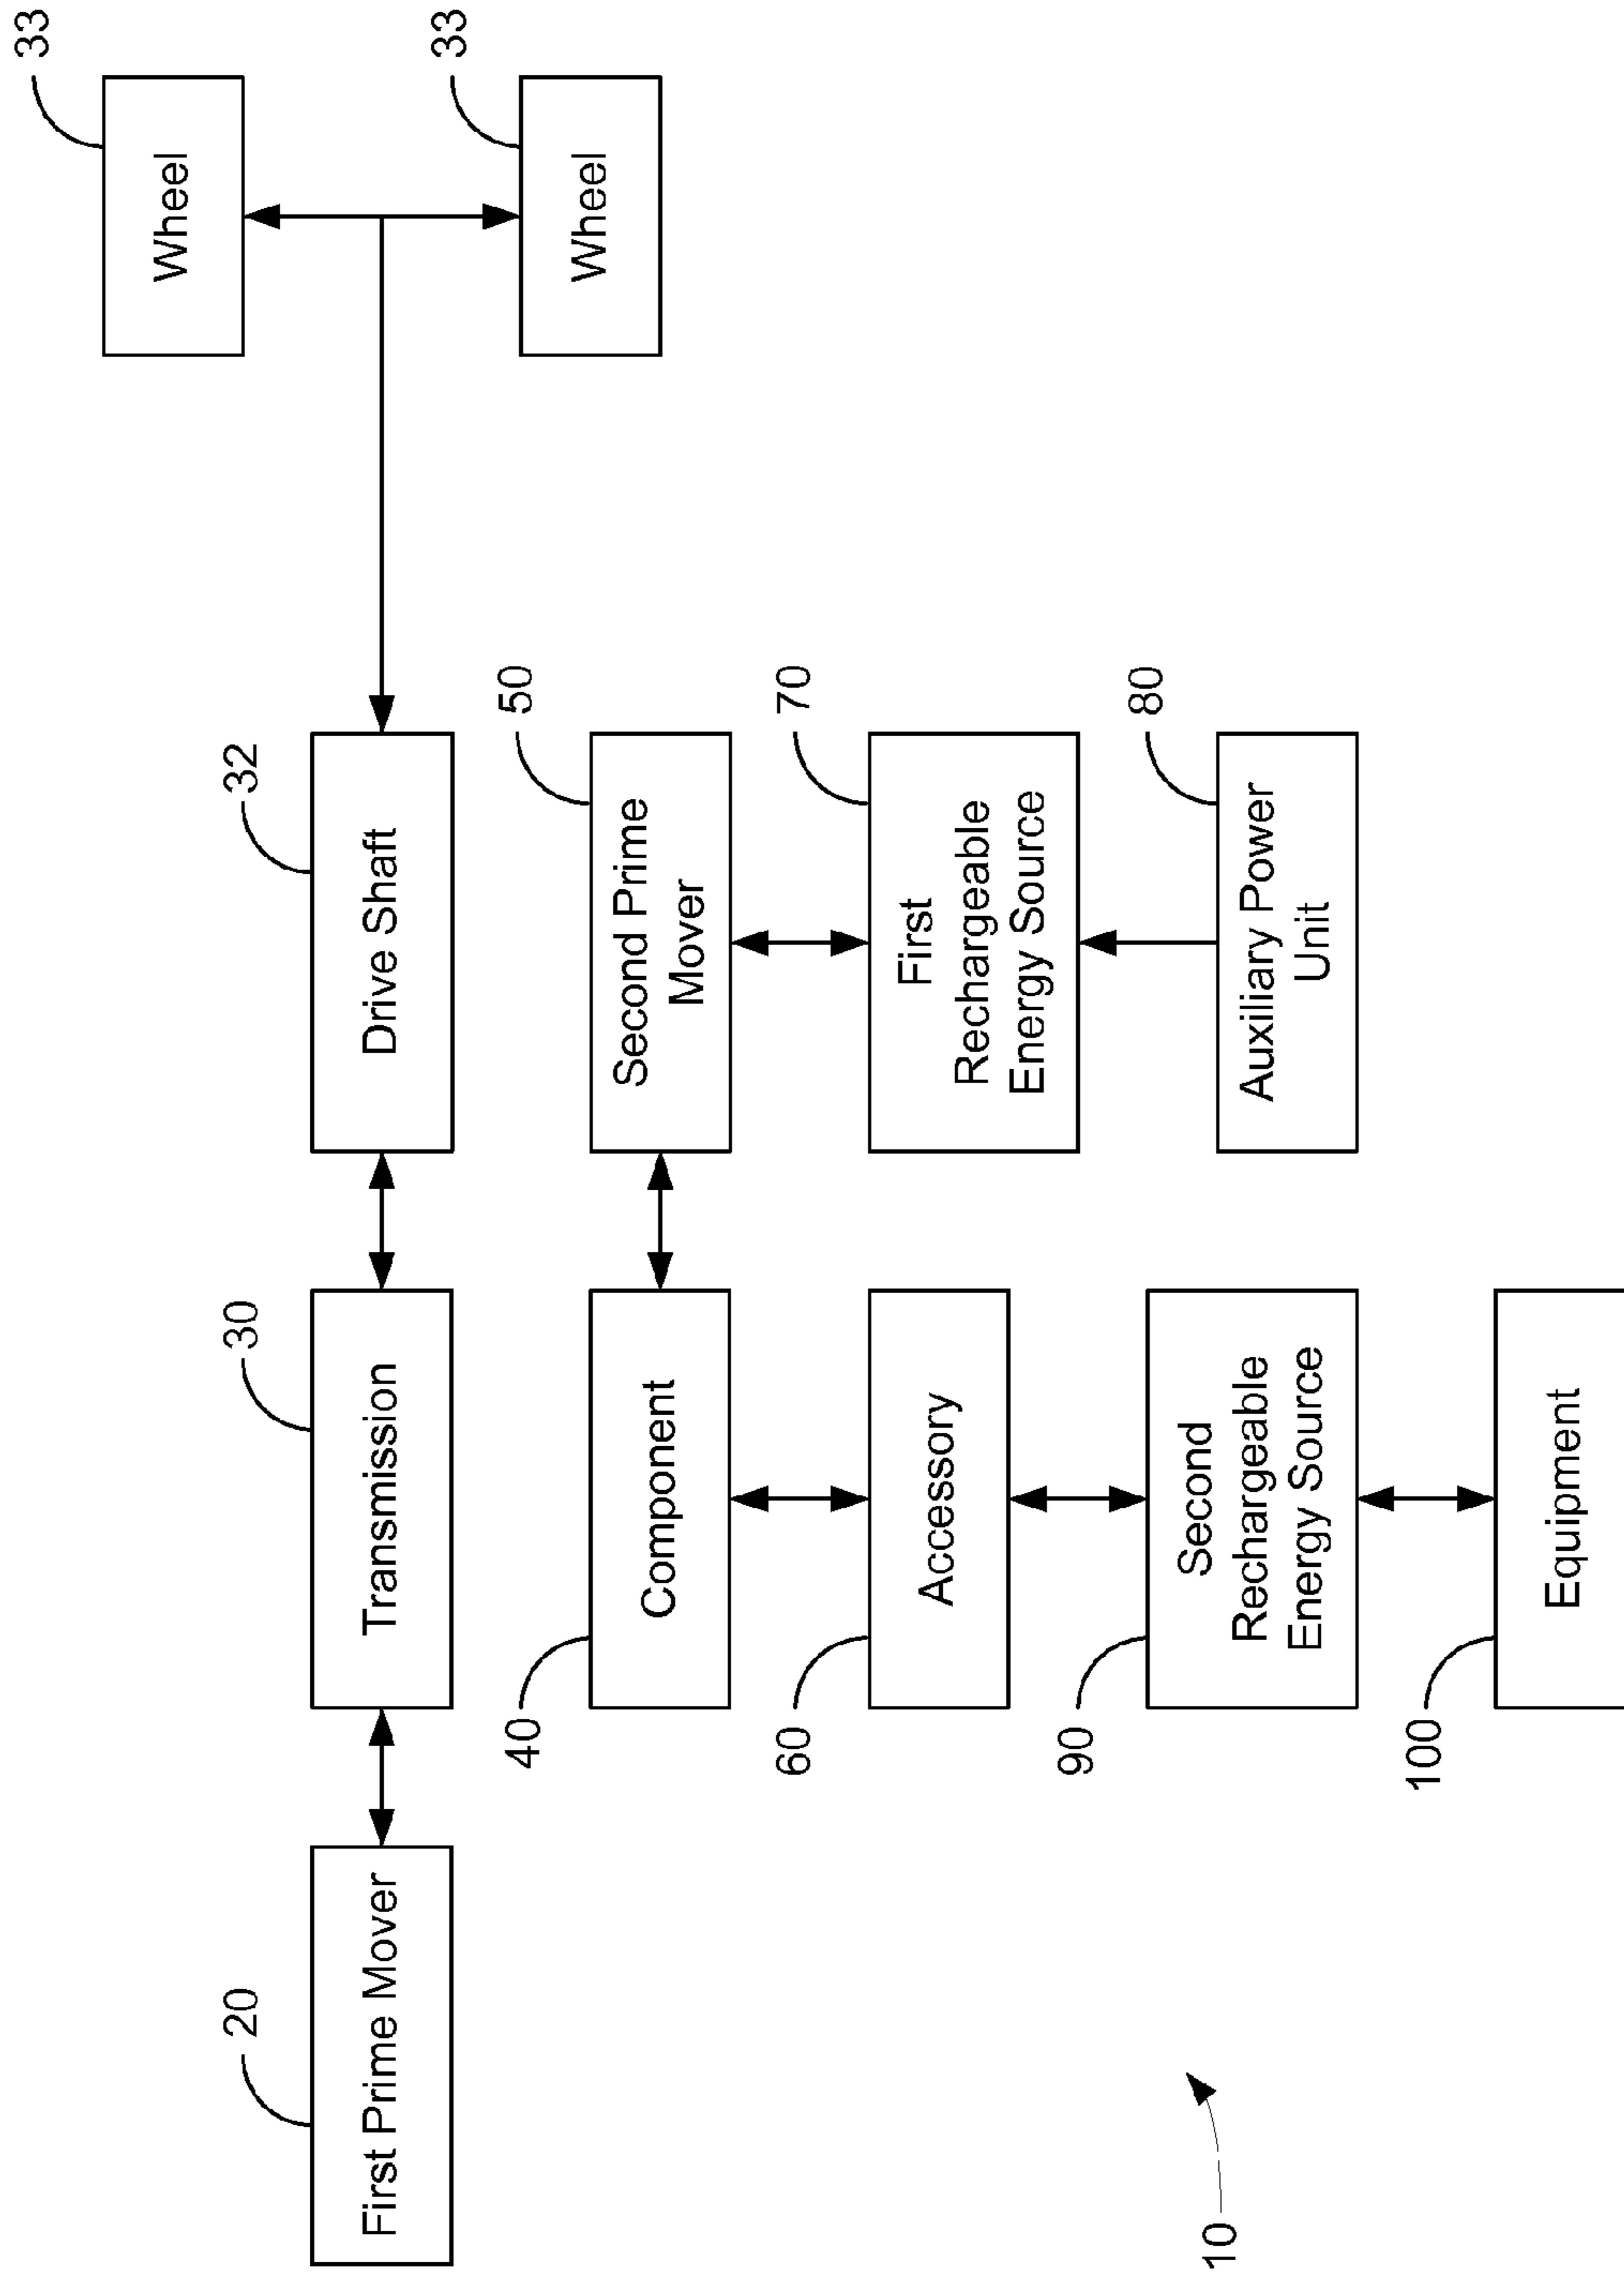 33
Wheel
33
Wheel
20
First Prime Mover
30
Transmission
32
Drive Shaft
40
Component
50
Second Prime
Mover
60
Accessory
70
First
Rechargeable
Energy Source
90
Second
Rechargeable
Energy Source
80
Auxiliary Power
Unit
100
Equipment
10